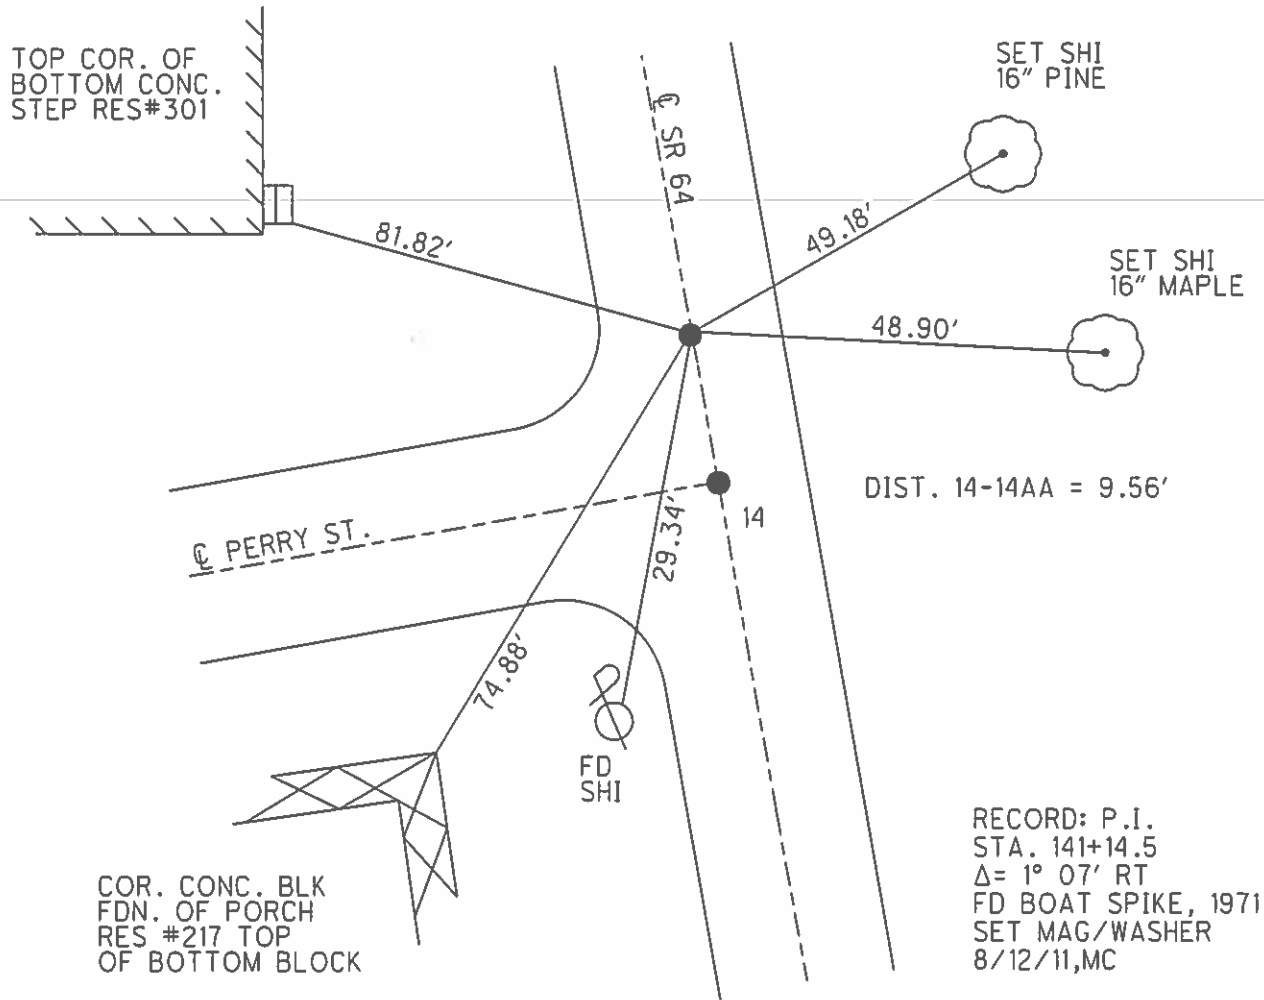 TOP COR. OF
BOTTOM CONC.
STEP RES#301
℄ SR 64
SET SHI
16" PINE
81.82'
49.18'
SET SHI
16" MAPLE
48.90'
DIST. 14-14AA = 9.56'
14
℄ PERRY ST.
29.34'
74.88'
FD
SHI
COR. CONC. BLK
FDN. OF PORCH
RES #217 TOP
OF BOTTOM BLOCK
RECORD: P.I.
STA. 141+14.5
Δ= 1° 07' RT
FD BOAT SPIKE, 1971
SET MAG/WASHER
8/12/11,MC